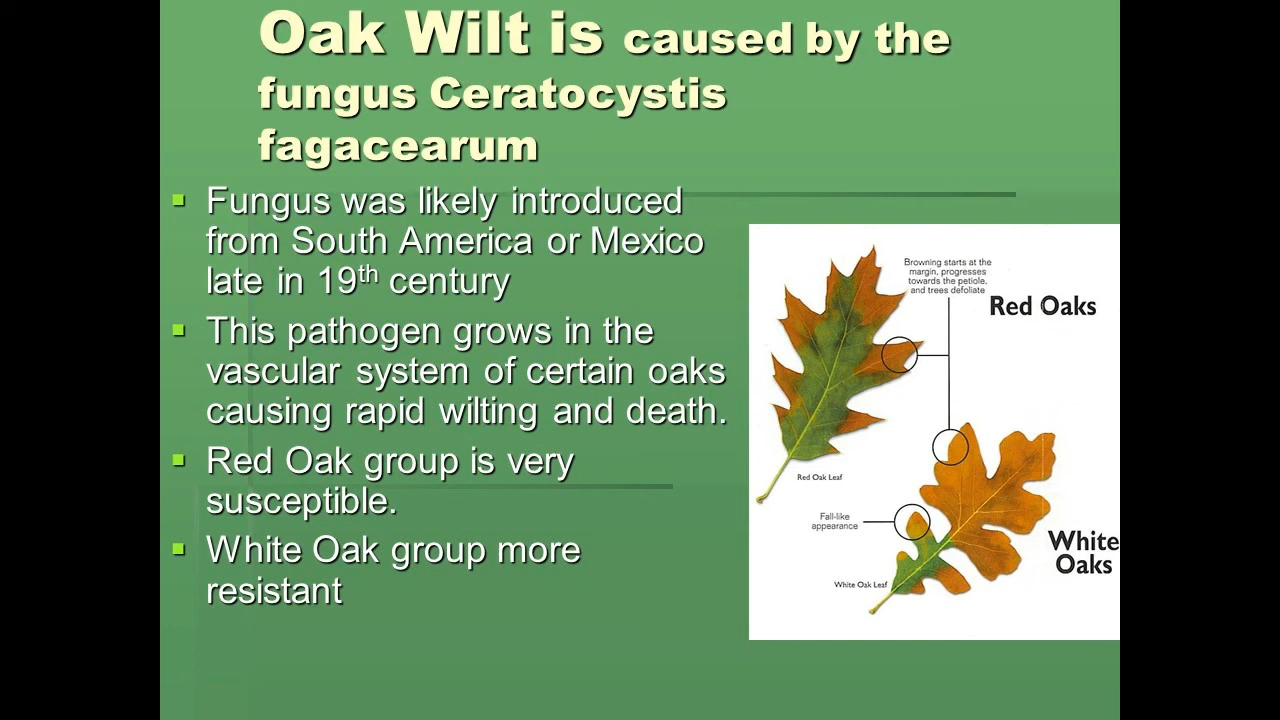 Oak Wilt is caused by the
fungus Ceratocystis
fagacearum
Fungus was likely introduced
from South America or Mexico
late in 19th century
This pathogen grows in the
vascular system of certain oaks
causing rapid wilting and death.
Red Oak group is very
susceptible.
White Oak group more
resistant
Browning starts at the
margin, progresses
towards the petiole,
and trees defoliate
Red Oaks
Red Oak Leaf
Fall-like
appearance
White
Oaks
White Oak Leaf